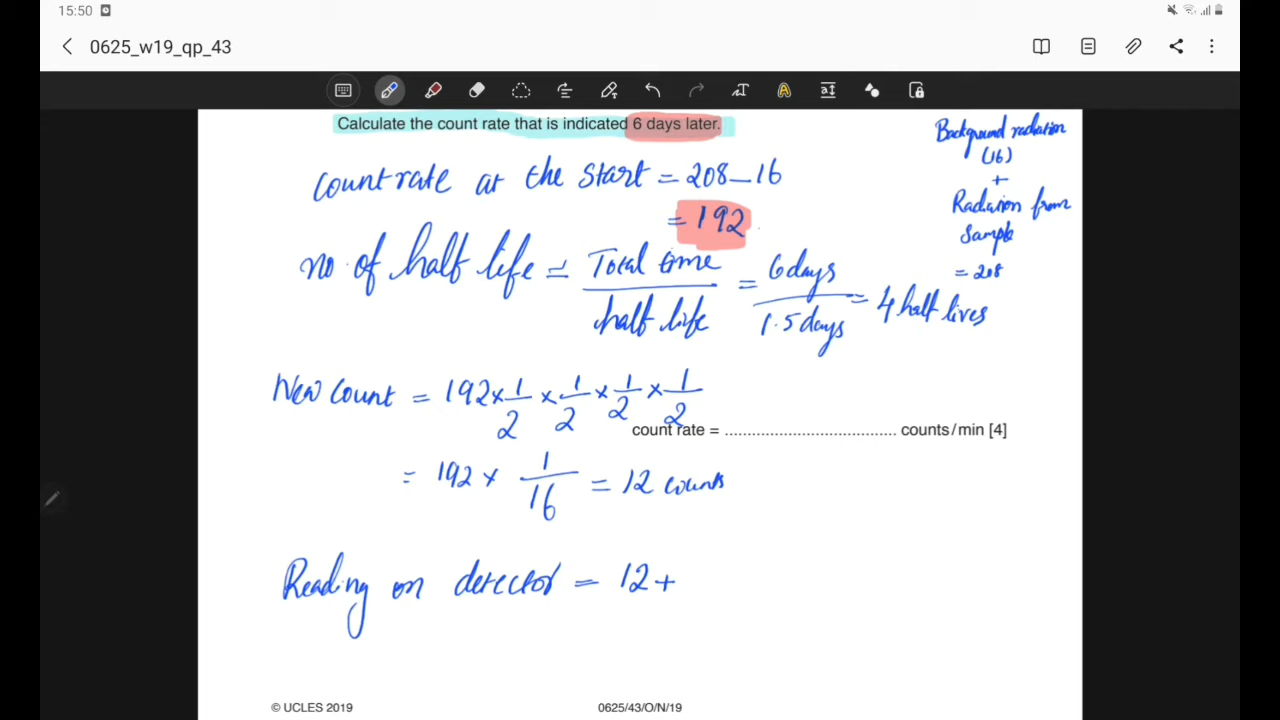 15:50
0625_w19_qp_43
Calculate the count rate that is indicated 6 days later.
Background radiation
(16)
+
Radiation from
Sample
= 208
Count rate at the start = 208 – 16
= 192
no. of half life = Total time / half life = 6 days / 1.5 days = 4 half lives
New Count = 192 × 1/2 × 1/2 × 1/2 × 1/2
count rate = ...................................... counts/min [4]
= 192 × 1/16 = 12 counts
Reading on detector = 12 +
© UCLES 2019
0625/43/O/N/19